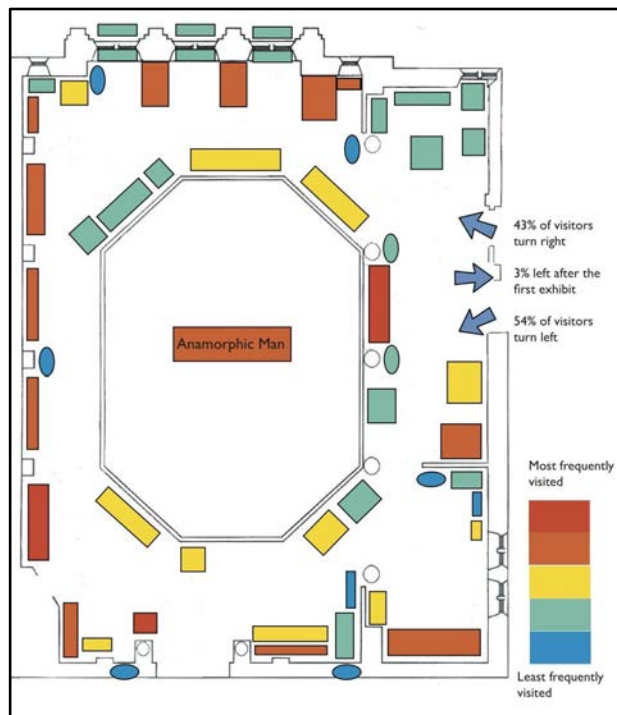 43% of visitors
turn right
3% left after the
first exhibit
54% of visitors
turn left
Anamorphic Man
Most frequently
visited
Least frequently
visited